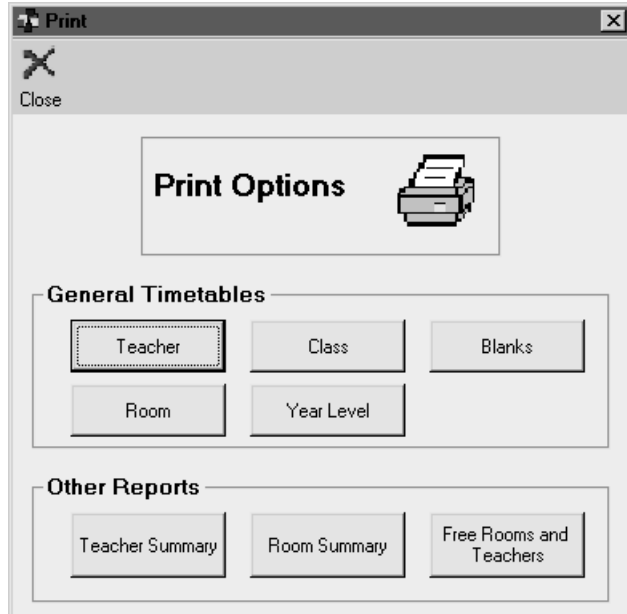 Print
Close
Print Options
General Timetables
Teacher
Class
Blanks
Room
Year Level
Other Reports
Teacher Summary
Room Summary
Free Rooms and
Teachers